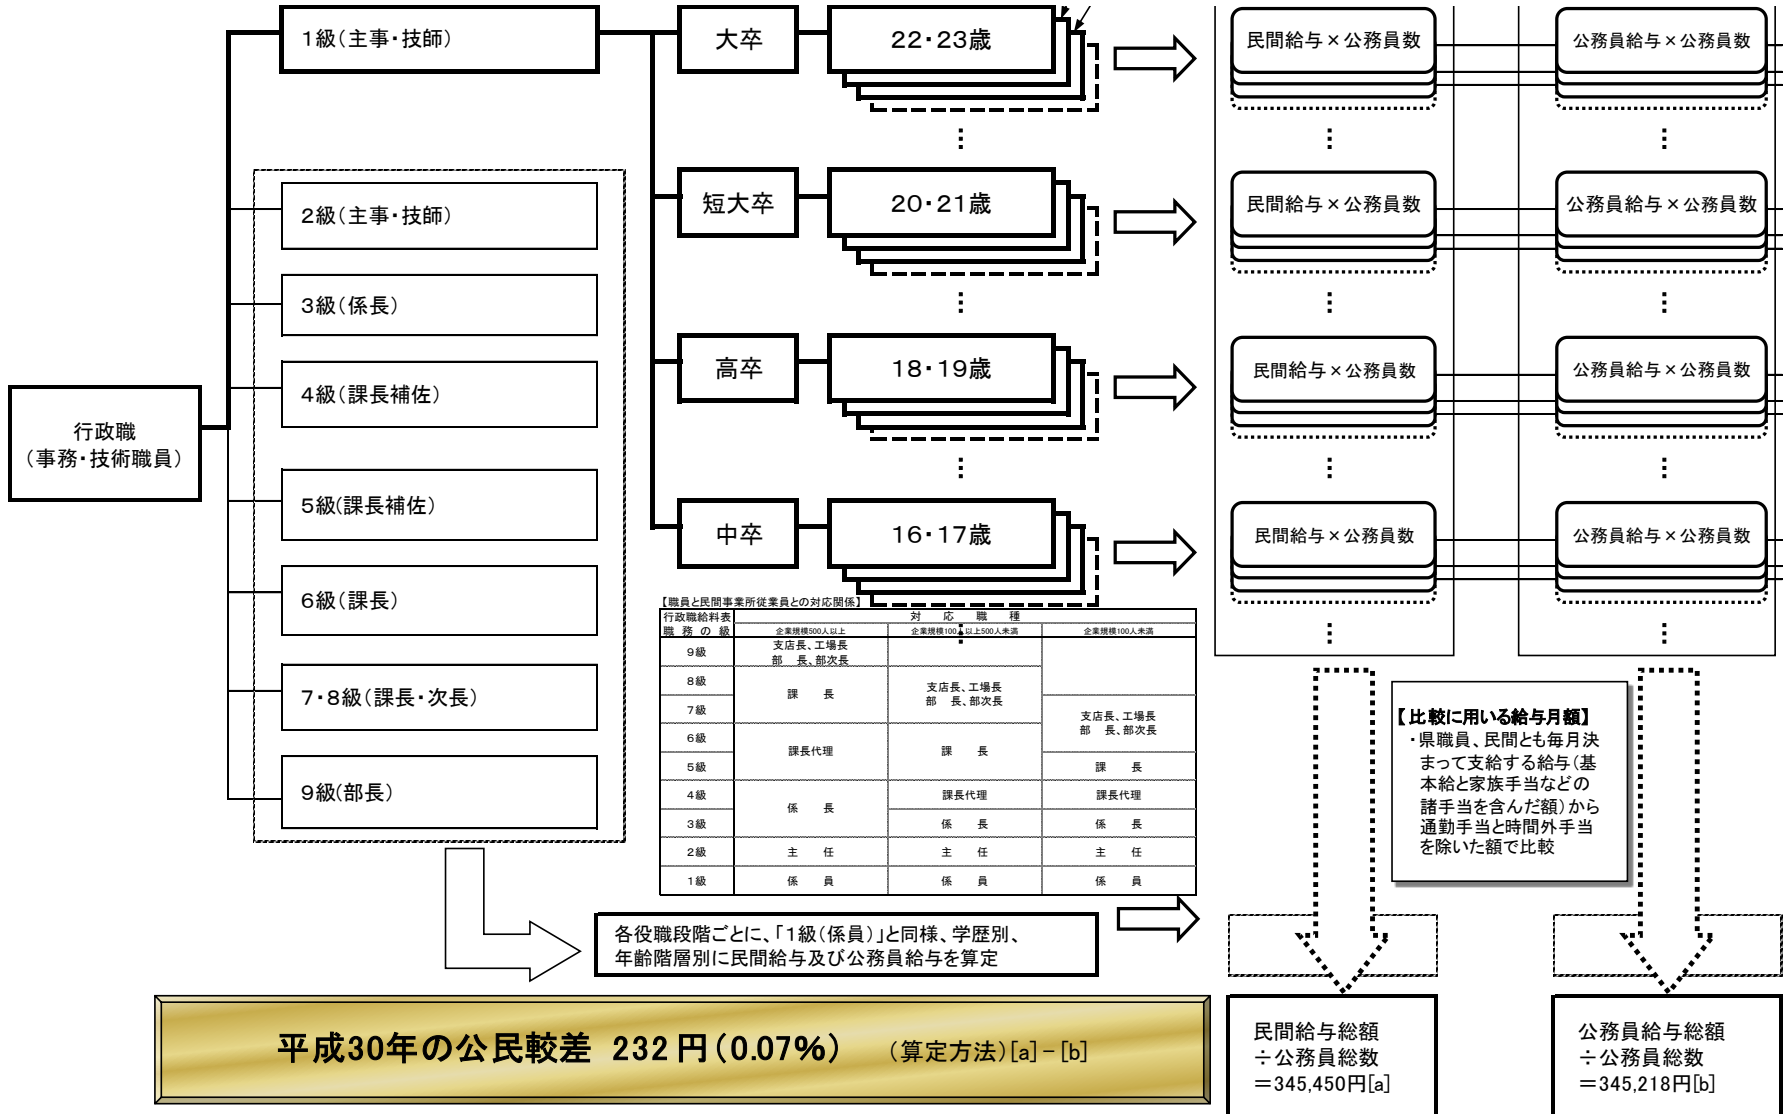 1級(主事・技師)
大卒
22・23歳
民間給与×公務員数
公務員給与×公務員数
2級(主事・技師)
短大卒
20・21歳
民間給与×公務員数
公務員給与×公務員数
3級(係長)
4級(課長補佐)
高卒
18・19歳
民間給与×公務員数
公務員給与×公務員数
行政職
(事務・技術職員)
5級(課長補佐)
中卒
16・17歳
民間給与×公務員数
公務員給与×公務員数
6級(課長)
7・8級(課長・次長)
9級(部長)
【職員と民間事業所従業員との対応関係】
行政職給料表 対 応 職 種
職 務 の 級 企業規模500人以上 企業規模100人以上500人未満 企業規模100人未満
9級 支店長、工場長
部 長、部次長
8級
課 長
支店長、工場長
部 長、部次長
7級
支店長、工場長
部 長、部次長
6級
課長代理 課 長
5級 課 長
4級 課長代理 課長代理
係 長
3級 係 長 係 長
2級 主 任 主 任 主 任
1級 係 員 係 員 係 員
【比較に用いる給与月額】
・県職員、民間とも毎月決
まって支給する給与(基
本給と家族手当などの
諸手当を含んだ額)から
通勤手当と時間外手当
を除いた額で比較
各役職段階ごとに、「1級(係員)」と同様、学歴別、
年齢階層別に民間給与及び公務員給与を算定
平成30年の公民較差 232円(0.07%) (算定方法)[a]-[b]
民間給与総額
÷公務員総数
=345,450円[a]
公務員給与総額
÷公務員総数
=345,218円[b]